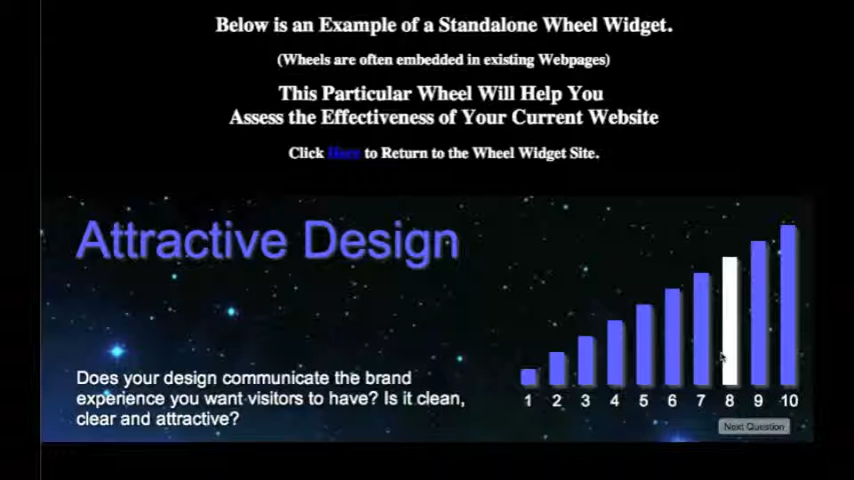 Below is an Example of a Standalone Wheel Widget.
(Wheels are often embedded in existing Webpages)
This Particular Wheel Will Help You
Assess the Effectiveness of Your Current Website
Click Here to Return to the Wheel Widget Site.
Attractive Design
Does your design communicate the brand
experience you want visitors to have? Is it clean,
clear and attractive?
1 2 3 4 5 6 7 8 9 10
Next Question